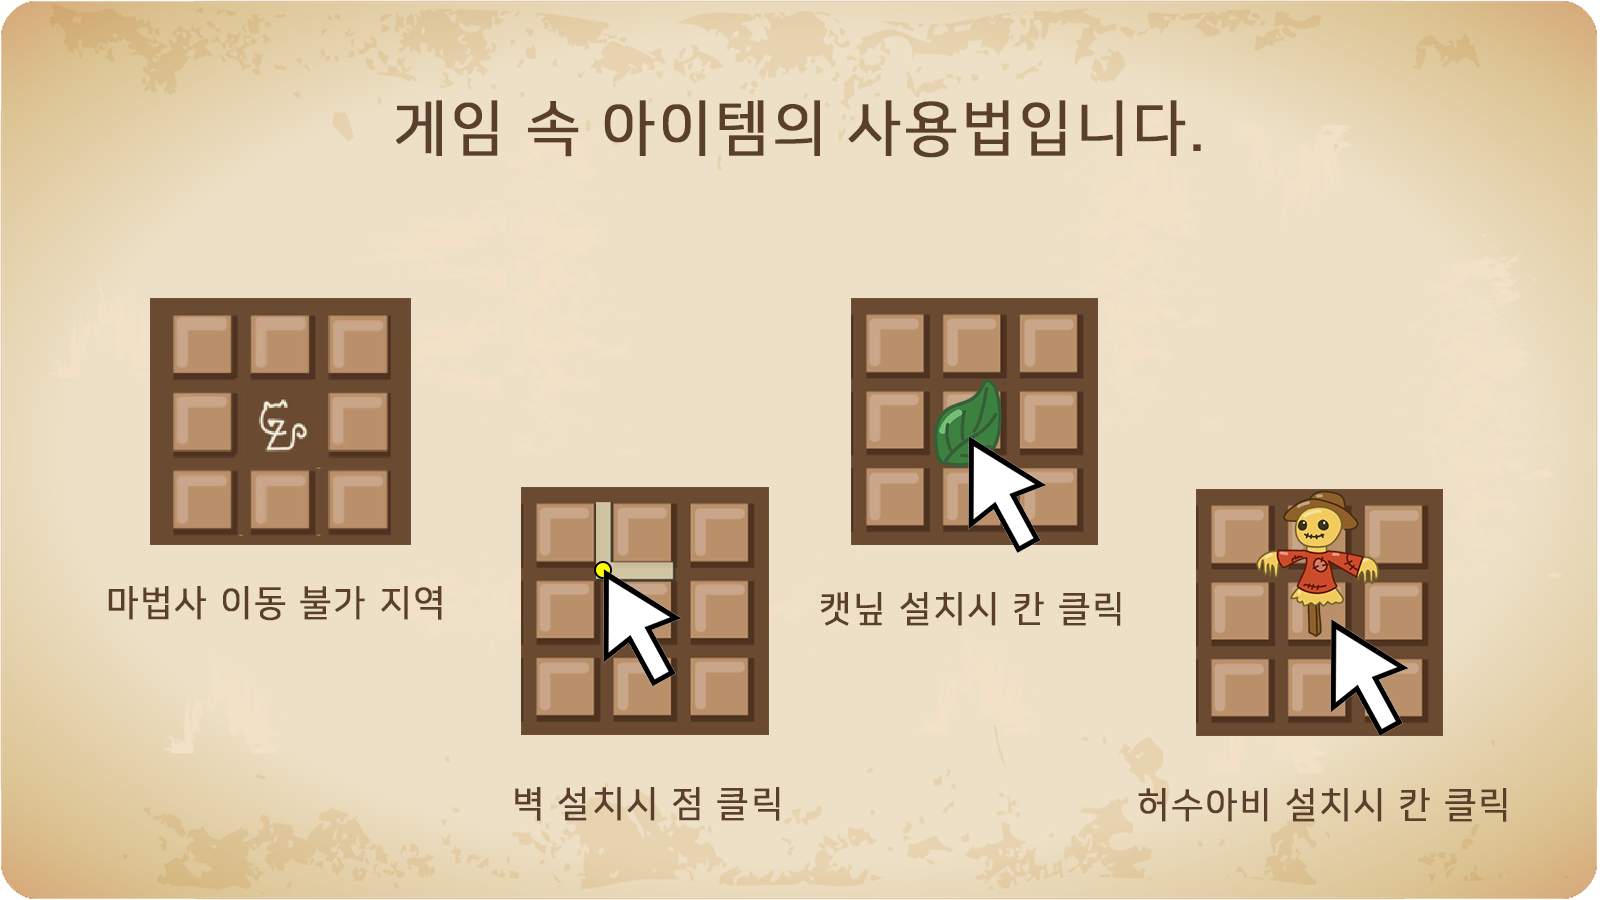 게임 속 아이템의 사용법입니다.
마법사 이동 불가 지역
벽 설치시 점 클릭
캣닢 설치시 칸 클릭
허수아비 설치시 칸 클릭